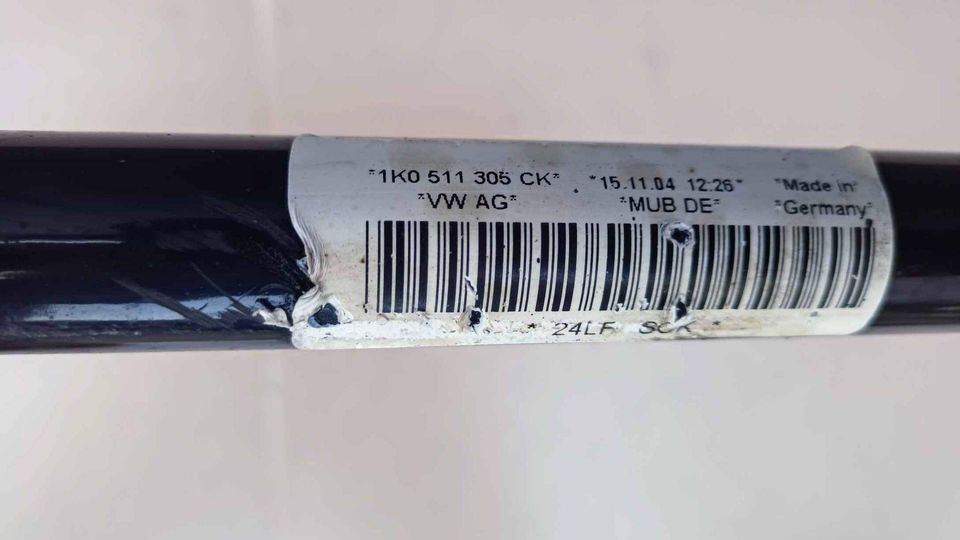 *1K0 511 305 CK* *15.11.04 12:26* *Made in*
*VW AG* *MUB DE* *Germany*
* 24LF *